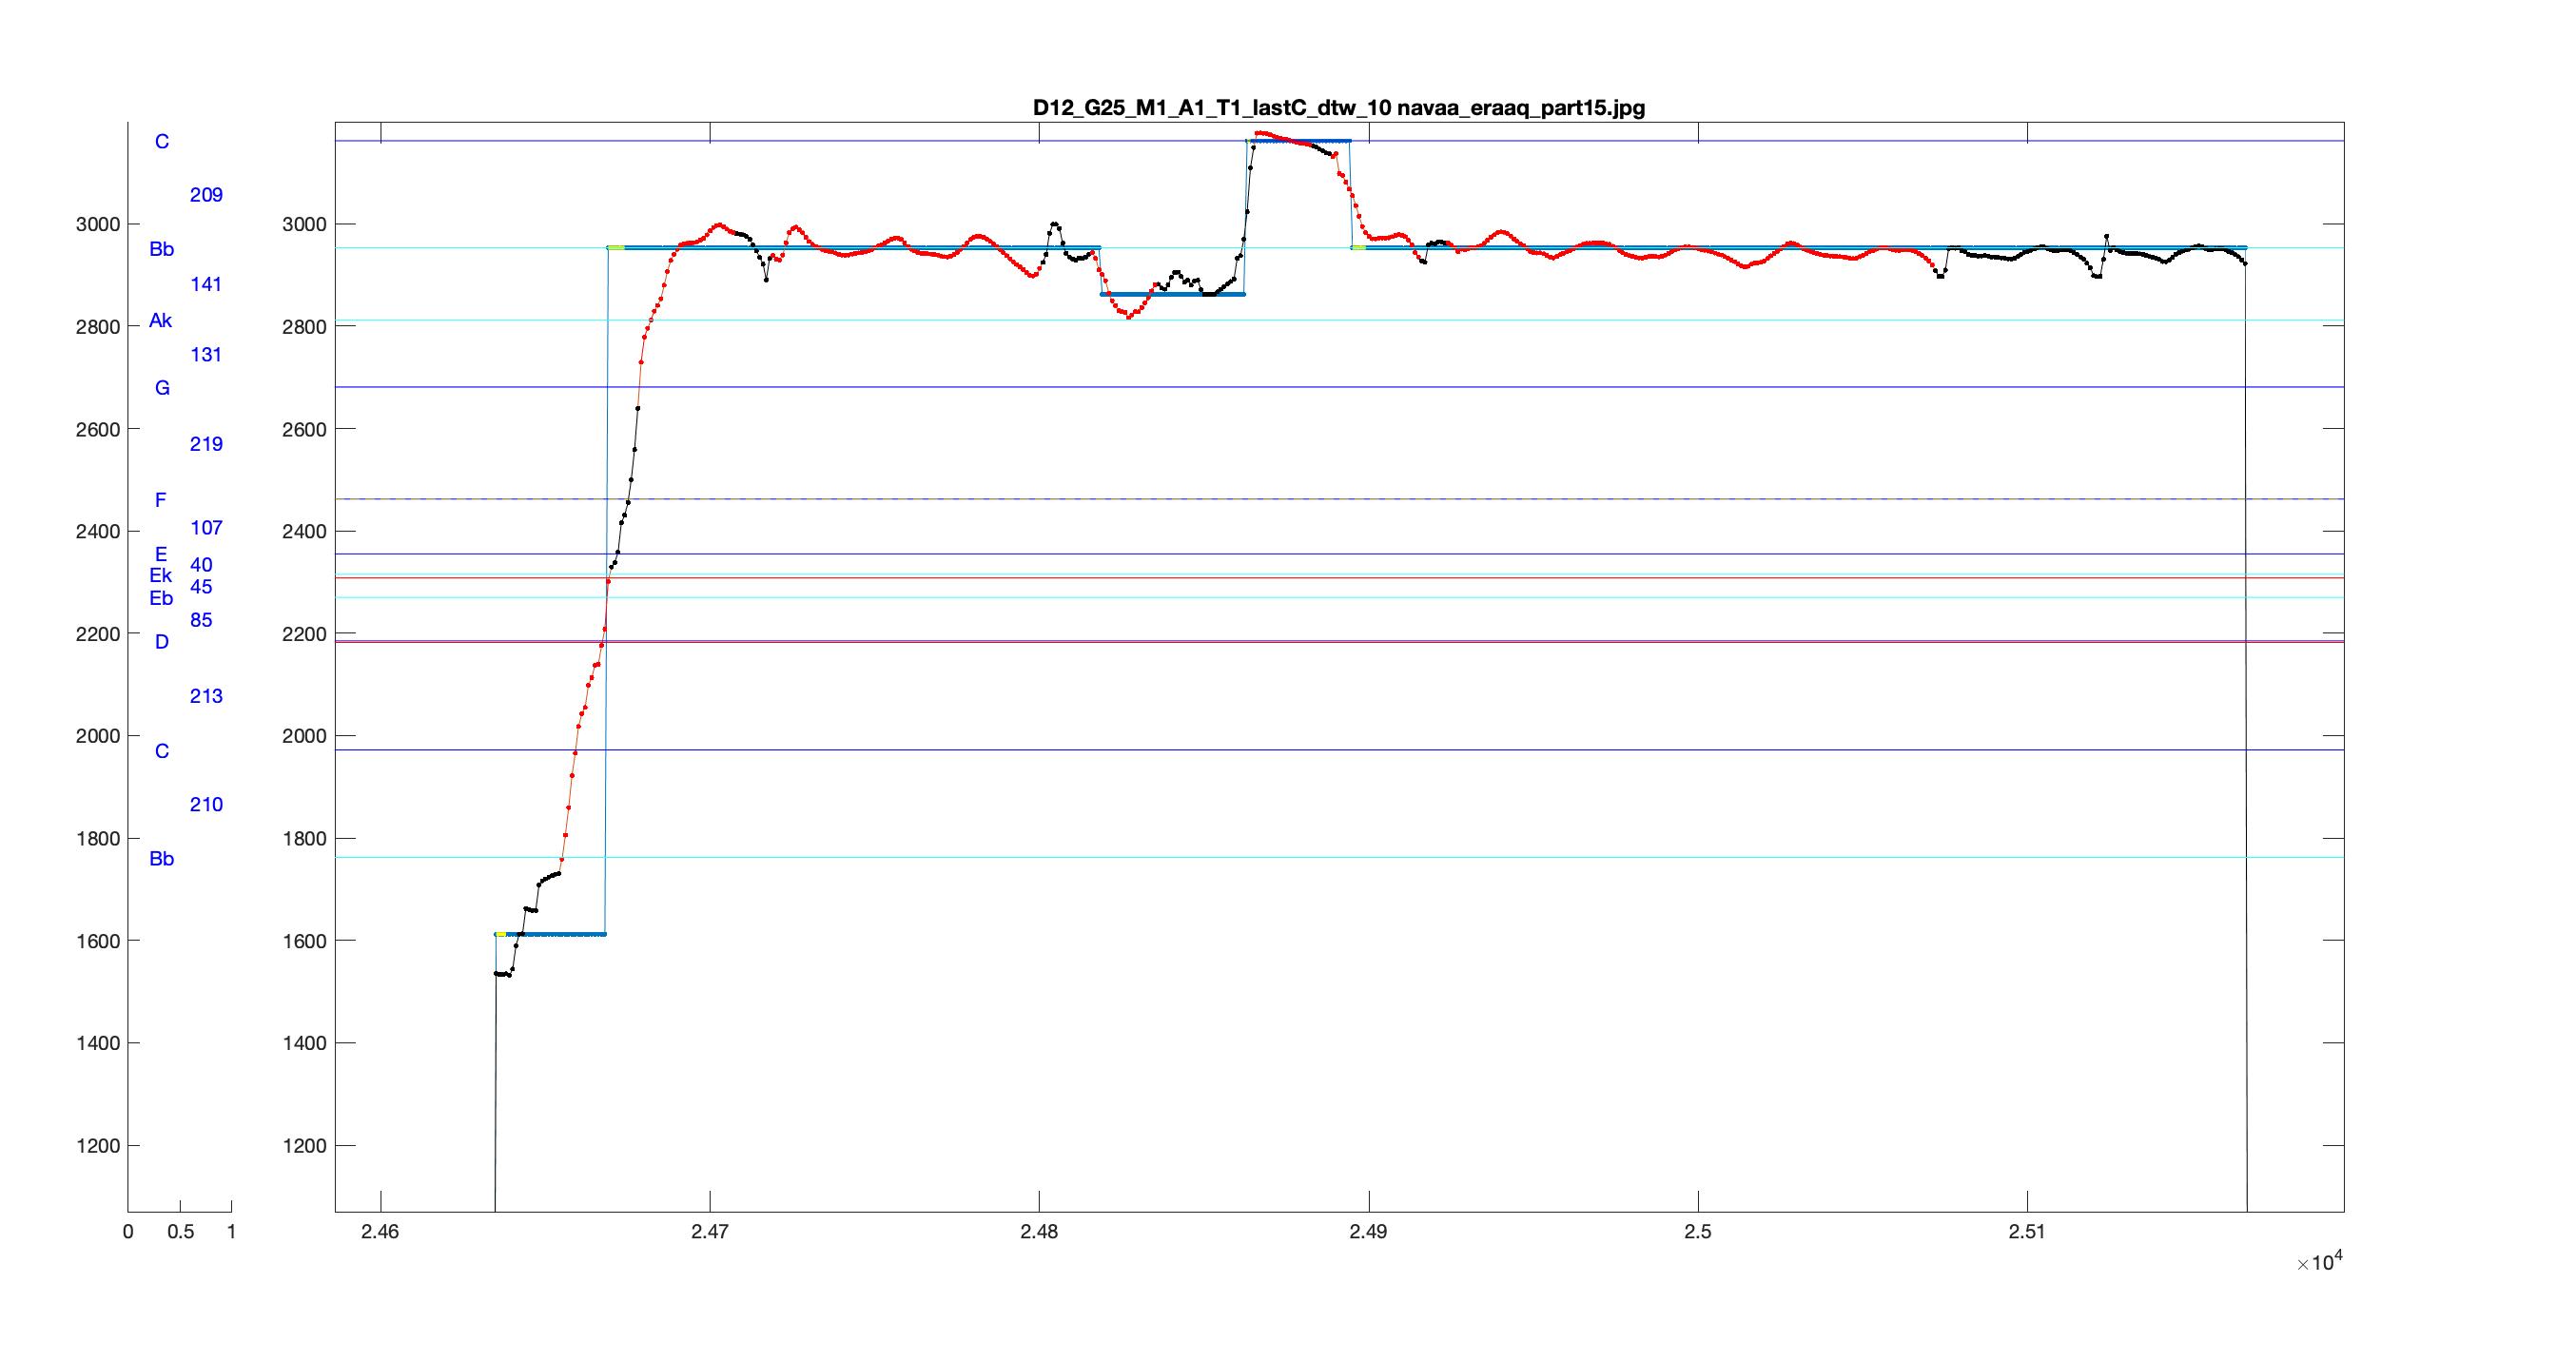 D12_G25_M1_A1_T1_lastC_dtw_10 navaa_eraaq_part15.jpg
C
209
3000 3000
Bb
141
Ak
2800 2800
131
G
2600 2600
219
F
107
2400 2400
E
40
Ek
45
Eb
85
2200 2200
D
213
2000 2000
C
210
1800 1800
Bb
1600 1600
1400 1400
1200 1200
0 0.5 1 2.46 2.47 2.48 2.49 2.5 2.51
×10^4